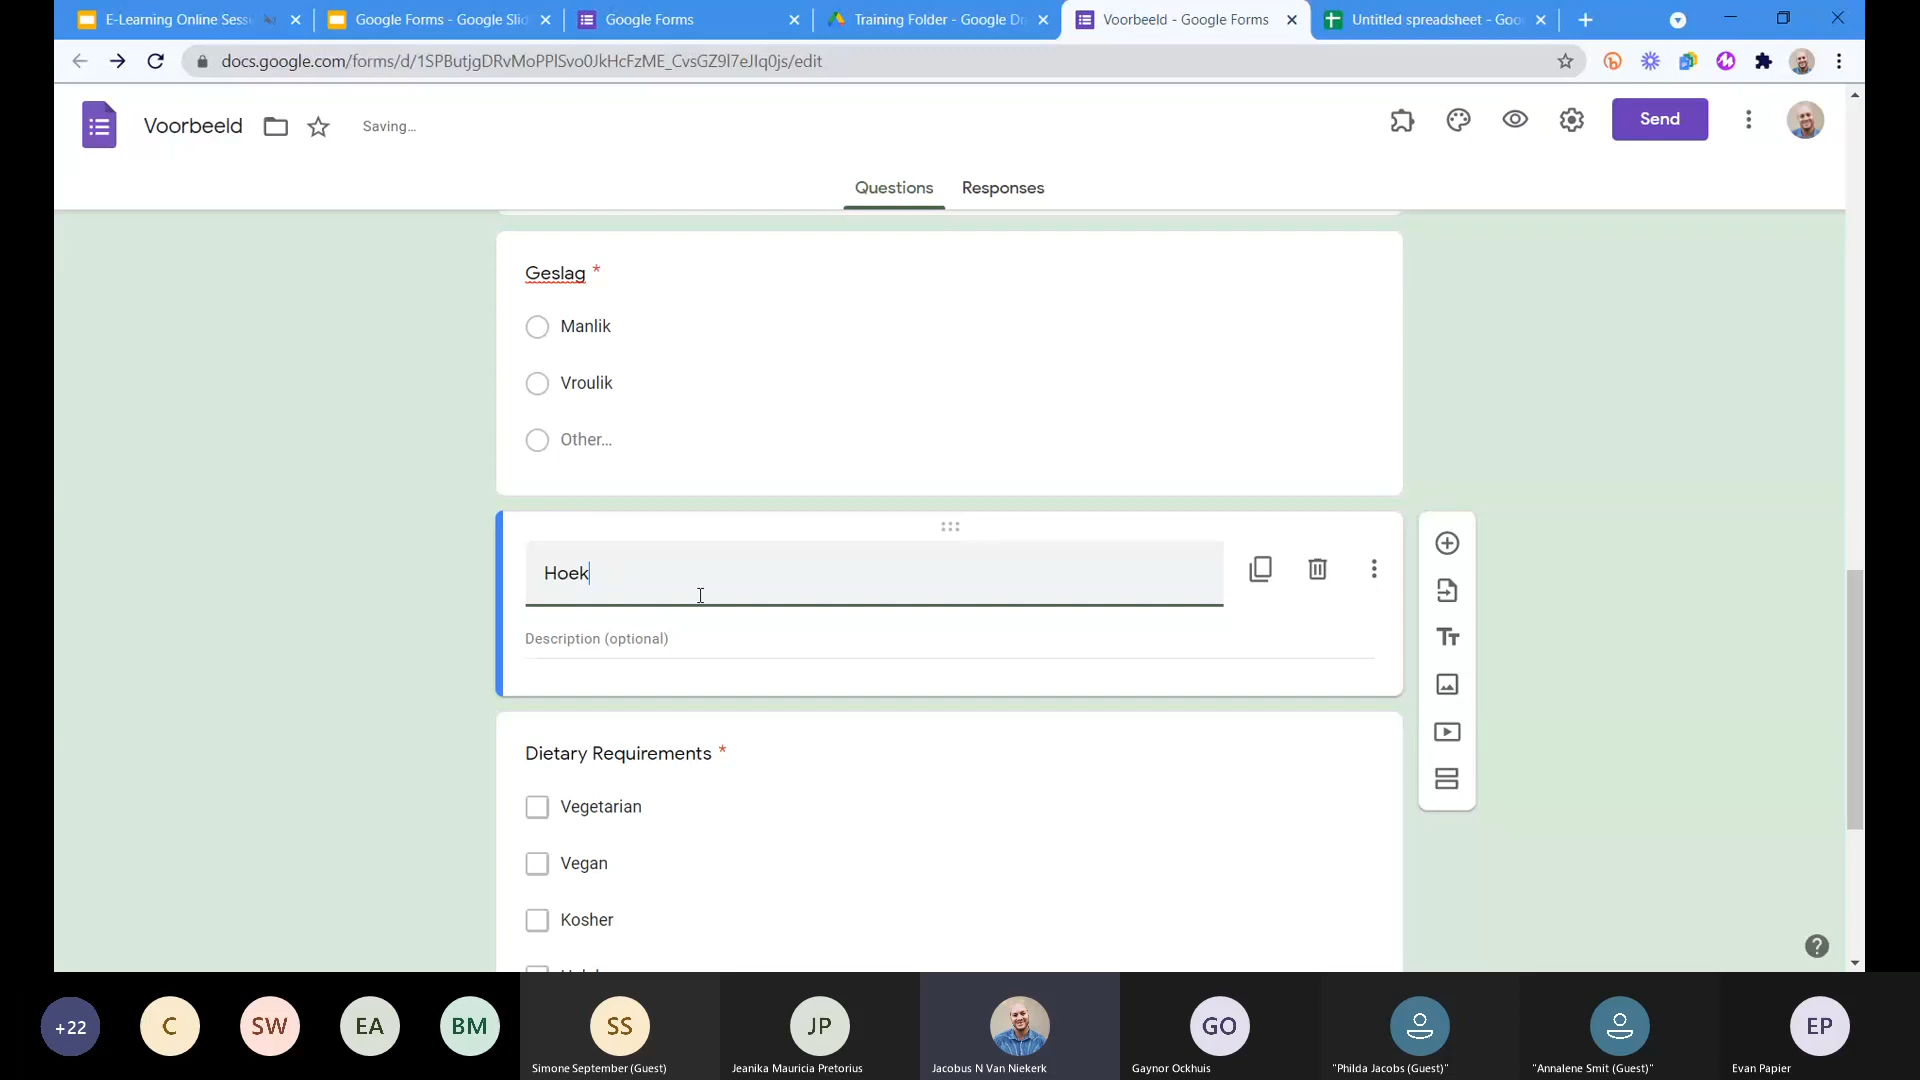 E-Learning Online Sess
Google Forms - Google Slid
Google Forms
Training Folder - Google Dr
Voorbeeld - Google Forms
Untitled spreadsheet - Goo
docs.google.com/forms/d/1SPButjgDRvMoPPlSvo0JkHcFzME_CvsGZ9l7eJIq0js/edit
Voorbeeld
Saving...
Send
Questions
Responses
Geslag *
Manlik
Vroulik
Other...
Hoek
Description (optional)
Dietary Requirements *
Vegetarian
Vegan
Kosher
+22
C
SW
EA
BM
SS
JP
GO
EP
Simone September (Guest)
Jeanika Mauricia Pretorius
Jacobus N Van Niekerk
Gaynor Ockhuis
"Philda Jacobs (Guest)"
"Annalene Smit (Guest)"
Evan Papier